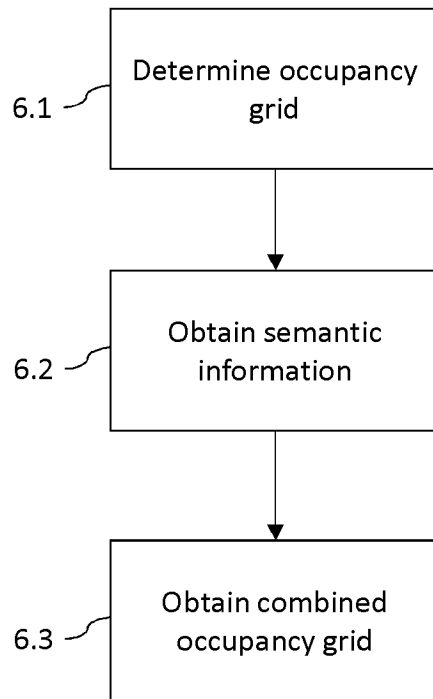 6.1
Determine occupancy
grid
6.2
Obtain semantic
information
6.3
Obtain combined
occupancy grid